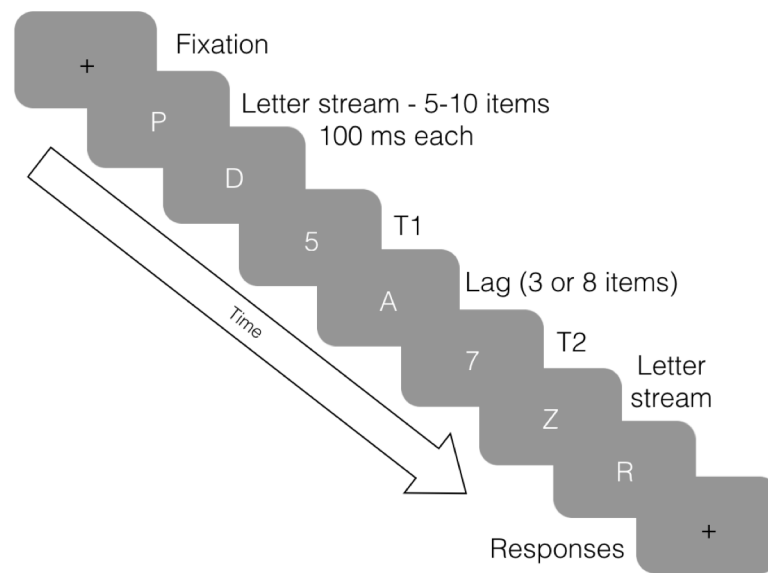 +
Fixation
P
Letter stream - 5-10 items
100 ms each
D
5
T1
A
Lag (3 or 8 items)
Time
7
T2
Z
Letter
stream
R
+
Responses